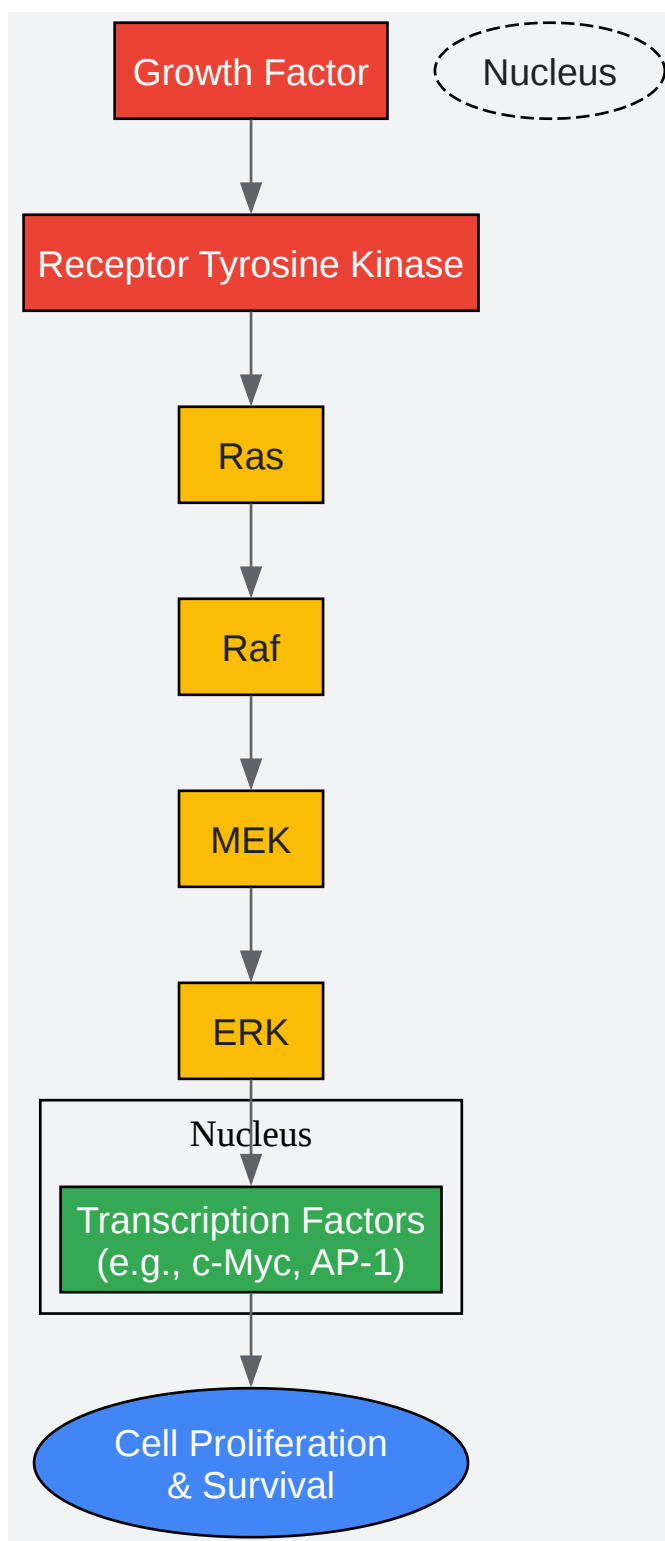 Growth Factor
Nucleus
Receptor Tyrosine Kinase
Ras
Raf
MEK
ERK
Nucleus
Transcription Factors
(e.g., c-Myc, AP-1)
Cell Proliferation
& Survival